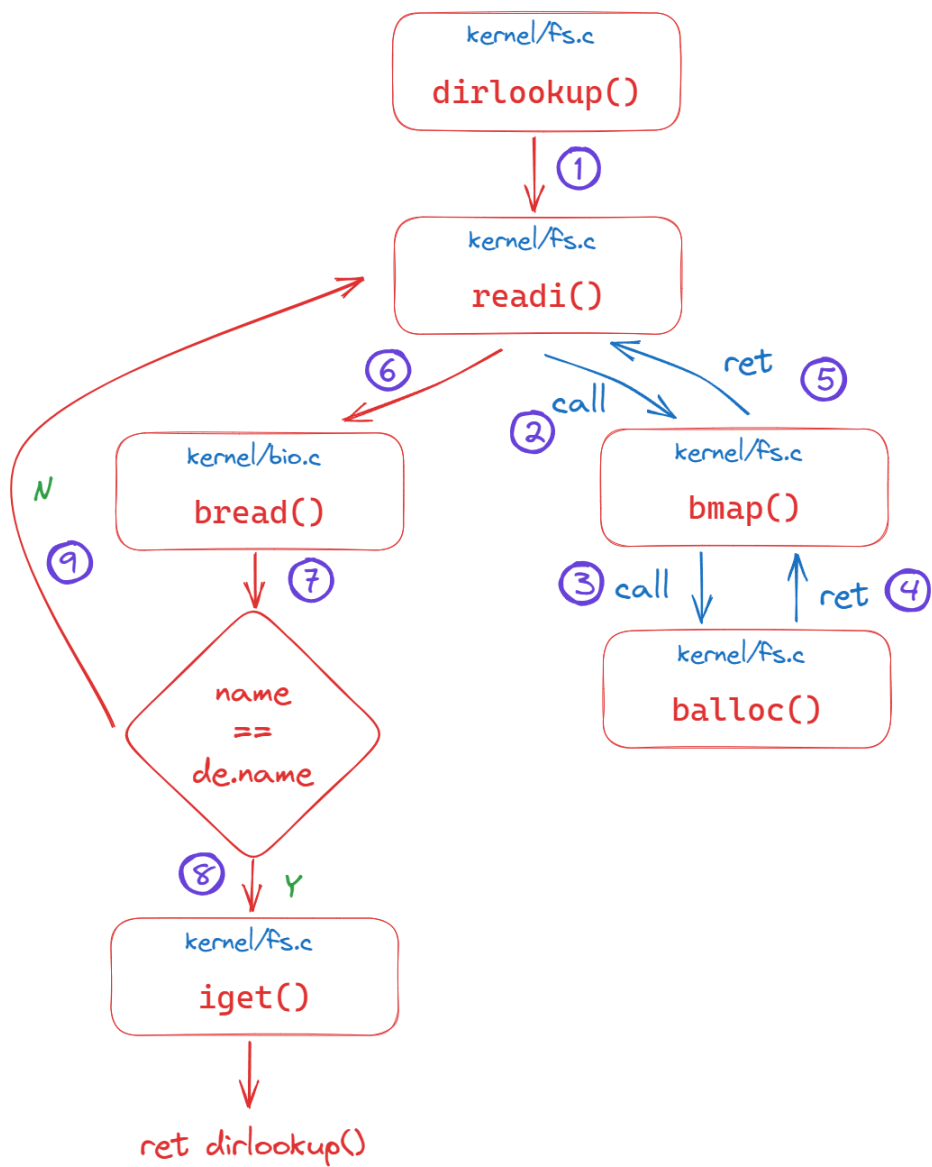 kernel/fs.c
dirlookup()
1
kernel/fs.c
readi()
6
2
call
ret
5
kernel/bio.c
bread()
kernel/fs.c
bmap()
N
9
7
3
call
ret
4
kernel/fs.c
balloc()
name
==
de.name
8
Y
kernel/fs.c
iget()
ret dirlookup()